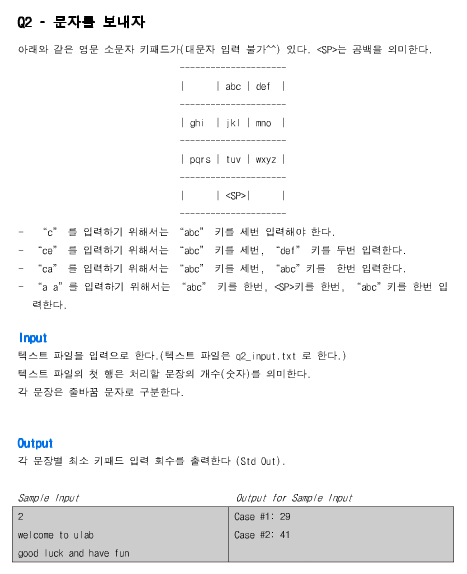 Q2 - 문자를 보내자
아래와 같은 영문 소문자 키패드가(대문자 입력 불가^^) 있다. <SP>는 공백을 의미한다.
---------------------
|     | abc | def |
---------------------
| ghi | jkl | mno |
---------------------
| pqrs | tuv | wxyz |
---------------------
|     | <SP>|     |
---------------------
- “c” 를 입력하기 위해서는 “abc” 키를 세번 입력해야 한다.
- “ce” 를 입력하기 위해서는 “abc” 키를 세번, “def” 키를 두번 입력한다.
- “ca” 를 입력하기 위해서는 “abc” 키를 세번, “abc”키를 한번 입력한다.
- “a a”를 입력하기 위해서는 “abc” 키를 한번, <SP>키를 한번, “abc”키를 한번 입
력한다.
Input
텍스트 파일을 입력으로 한다.(텍스트 파일은 q2_input.txt 로 한다.)
텍스트 파일의 첫 행은 처리할 문장의 개수(숫자)를 의미한다.
각 문장은 줄바꿈 문자로 구분한다.
Output
각 문장별 최소 키패드 입력 회수를 출력한다 (Std Out).
Sample Input Output for Sample Input
2 Case #1: 29
welcome to ulab Case #2: 41
good luck and have fun